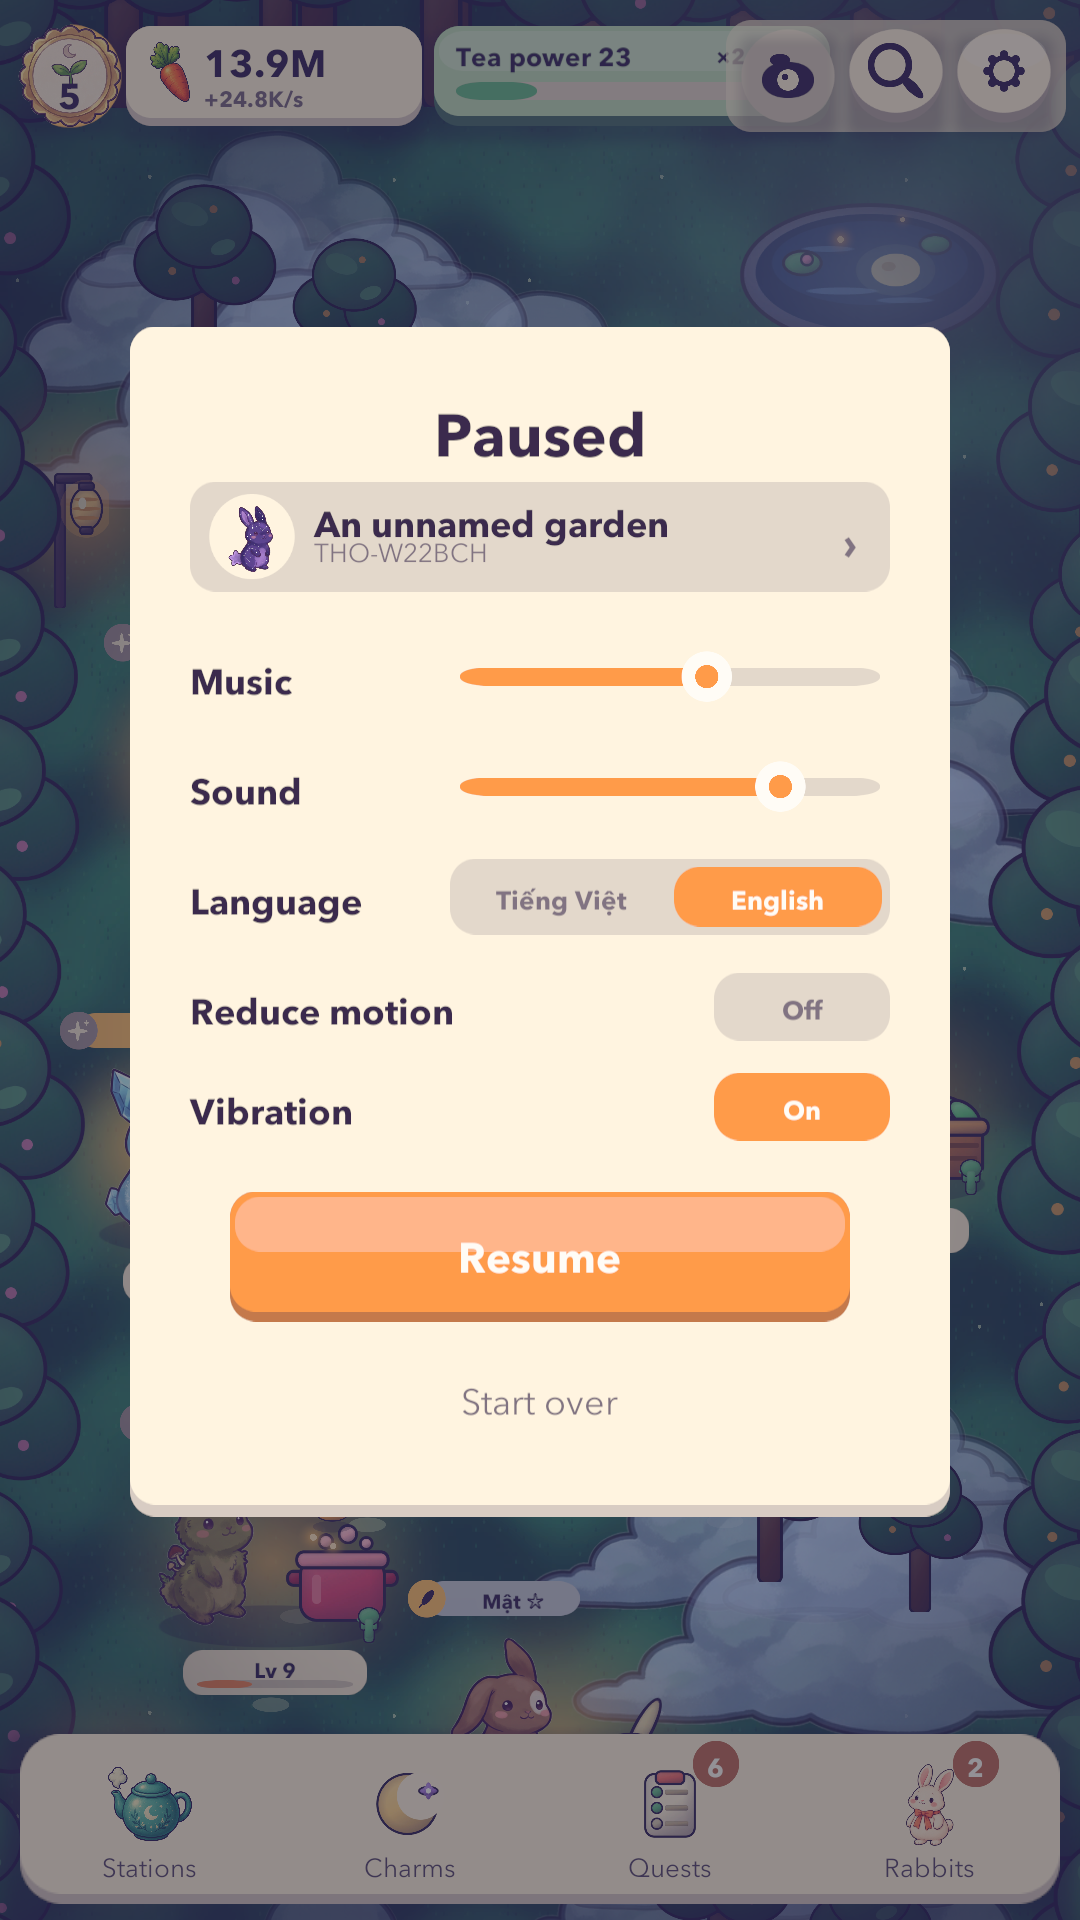 5
13.9M
+24.8K/s
Tea power 23
×2
Paused
An unnamed garden
THO-W22BCH
Music
Sound
Language
Tiếng Việt
English
Reduce motion
Off
Vibration
On
Resume
Start over
Mật ☆
Lv 9
6
2
Stations
Charms
Quests
Rabbits